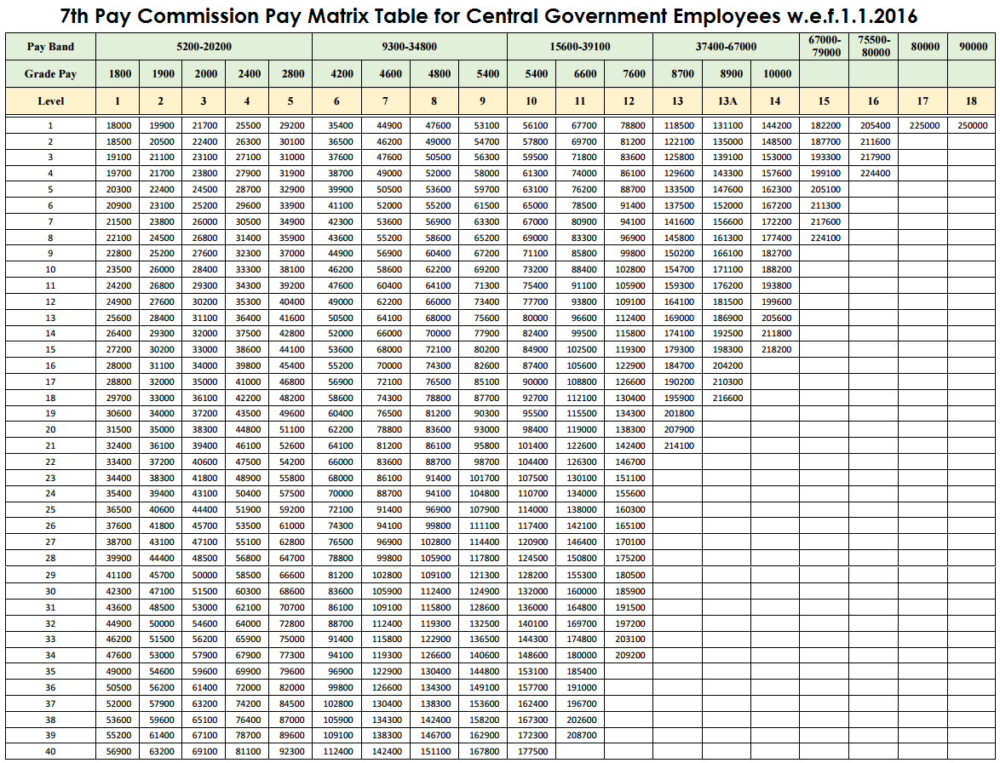 7th Pay Commission Pay Matrix Table for Central Government Employees w.e.f.1.1.2016
Pay Band 5200-20200 9300-34800 15600-39100 37400-67000 67000-79000 75500-80000 80000 90000
Grade Pay 1800 1900 2000 2400 2800 4200 4600 4800 5400 5400 6600 7600 8700 8900 10000
Level 1 2 3 4 5 6 7 8 9 10 11 12 13 13A 14 15 16 17 18
1 18000 19900 21700 25500 29200 35400 44900 47600 53100 56100 67700 78800 118500 131100 144200 182200 205400 225000 250000
2 18500 20500 22400 26300 30100 36500 46200 49000 54700 57800 69700 81200 122100 135000 148500 187700 211600
3 19100 21100 23100 27100 31000 37600 47600 50500 56300 59500 71800 83600 125800 139100 153000 193300 217900
4 19700 21700 23800 27900 31900 38700 49000 52000 58000 61300 74000 86100 129600 143300 157600 199100 224400
5 20300 22400 24500 28700 32900 39900 50500 53600 59700 63100 76200 88700 133500 147600 162300 205100
6 20900 23100 25200 29600 33900 41100 52000 55200 61500 65000 78500 91400 137500 152000 167200 211300
7 21500 23800 26000 30500 34900 42300 53600 56900 63300 67000 80900 94100 141600 156600 172200 217600
8 22100 24500 26800 31400 35900 43600 55200 58600 65200 69000 83300 96900 145800 161300 177400 224100
9 22800 25200 27600 32300 37000 44900 56900 60400 67200 71100 85800 99800 150200 166100 182700
10 23500 26000 28400 33300 38100 46200 58600 62100 69200 73200 88400 102800 154700 171100 188200
11 24200 26800 29300 34300 39200 47600 60400 64100 71300 75400 91100 105900 159300 176200 193800
12 24900 27600 30200 35300 40400 49000 62200 66000 73400 77700 93800 109100 164100 181500 199600
13 25600 28400 31100 36400 41600 50500 64100 68000 75600 80000 96600 112400 169000 186900 205600
14 26400 29300 32000 37500 42800 52000 66000 70000 77900 82400 99500 115800 174100 192500 211800
15 27200 30200 33000 38600 44100 53600 68000 72100 80200 84900 102500 119300 179300 198300 218200
16 28000 31100 34000 39800 45400 55200 70000 74300 82600 87400 105600 122900 184700 204200
17 28800 32000 35000 41000 46800 56900 72100 76500 85100 90000 108800 126600 190200 210300
18 29700 33000 36100 42200 48200 58600 74300 78800 87700 92700 112100 130400 195900 216600
19 30600 34000 37200 43500 49600 60400 76500 81200 90300 95500 115500 134300 201800
20 31500 35000 38300 44800 51100 62200 78800 83600 93000 98400 119000 138300 207900
21 32400 36100 39400 46100 52600 64100 81200 86100 95800 101400 122600 142400 214100
22 33400 37200 40600 47500 54200 66000 83600 88700 98700 104400 126300 146700
23 34400 38300 41800 48900 55800 68000 86100 91400 101700 107500 130100 151100
24 35400 39400 43100 50400 57500 70000 88700 94100 104800 110700 134000 155600
25 36500 40600 44400 51900 59200 72100 91400 96900 107900 114000 138000 160300
26 37600 41800 45700 53500 61000 74300 94100 99800 111100 117400 142100 165100
27 38700 43100 47100 55100 62800 76500 96900 102800 114400 120900 146400 170100
28 39900 44400 48500 56800 64700 78800 99800 105900 117800 124500 150800 175200
29 41100 45700 50000 58500 66600 81200 102800 109100 121300 128200 155300 180500
30 42300 47100 51500 60300 68600 83600 105900 112400 124900 132000 160000 185900
31 43600 48500 53000 62100 70700 86100 109100 115800 128600 136000 164800 191500
32 44900 50000 54600 64000 72800 88700 112400 119300 132500 140100 169700 197200
33 46200 51500 56200 65900 75000 91400 115800 122900 136500 144300 174800 203100
34 47600 53000 57900 67900 77300 94100 119300 126600 140600 148600 180000 209200
35 49000 54600 59600 69900 79600 96900 122900 130400 144800 153100 185400
36 50500 56200 61400 72000 82000 99800 126600 134300 149100 157700 191000
37 52000 57900 63200 74200 84500 102800 130400 138300 153600 162400 196700
38 53600 59600 65100 76400 87000 105900 134300 142400 158200 167300 202600
39 55200 61400 67100 78700 89600 109100 138300 146700 162900 172300 208700
40 56900 63200 69100 81100 92300 112400 142400 151100 167800 177500